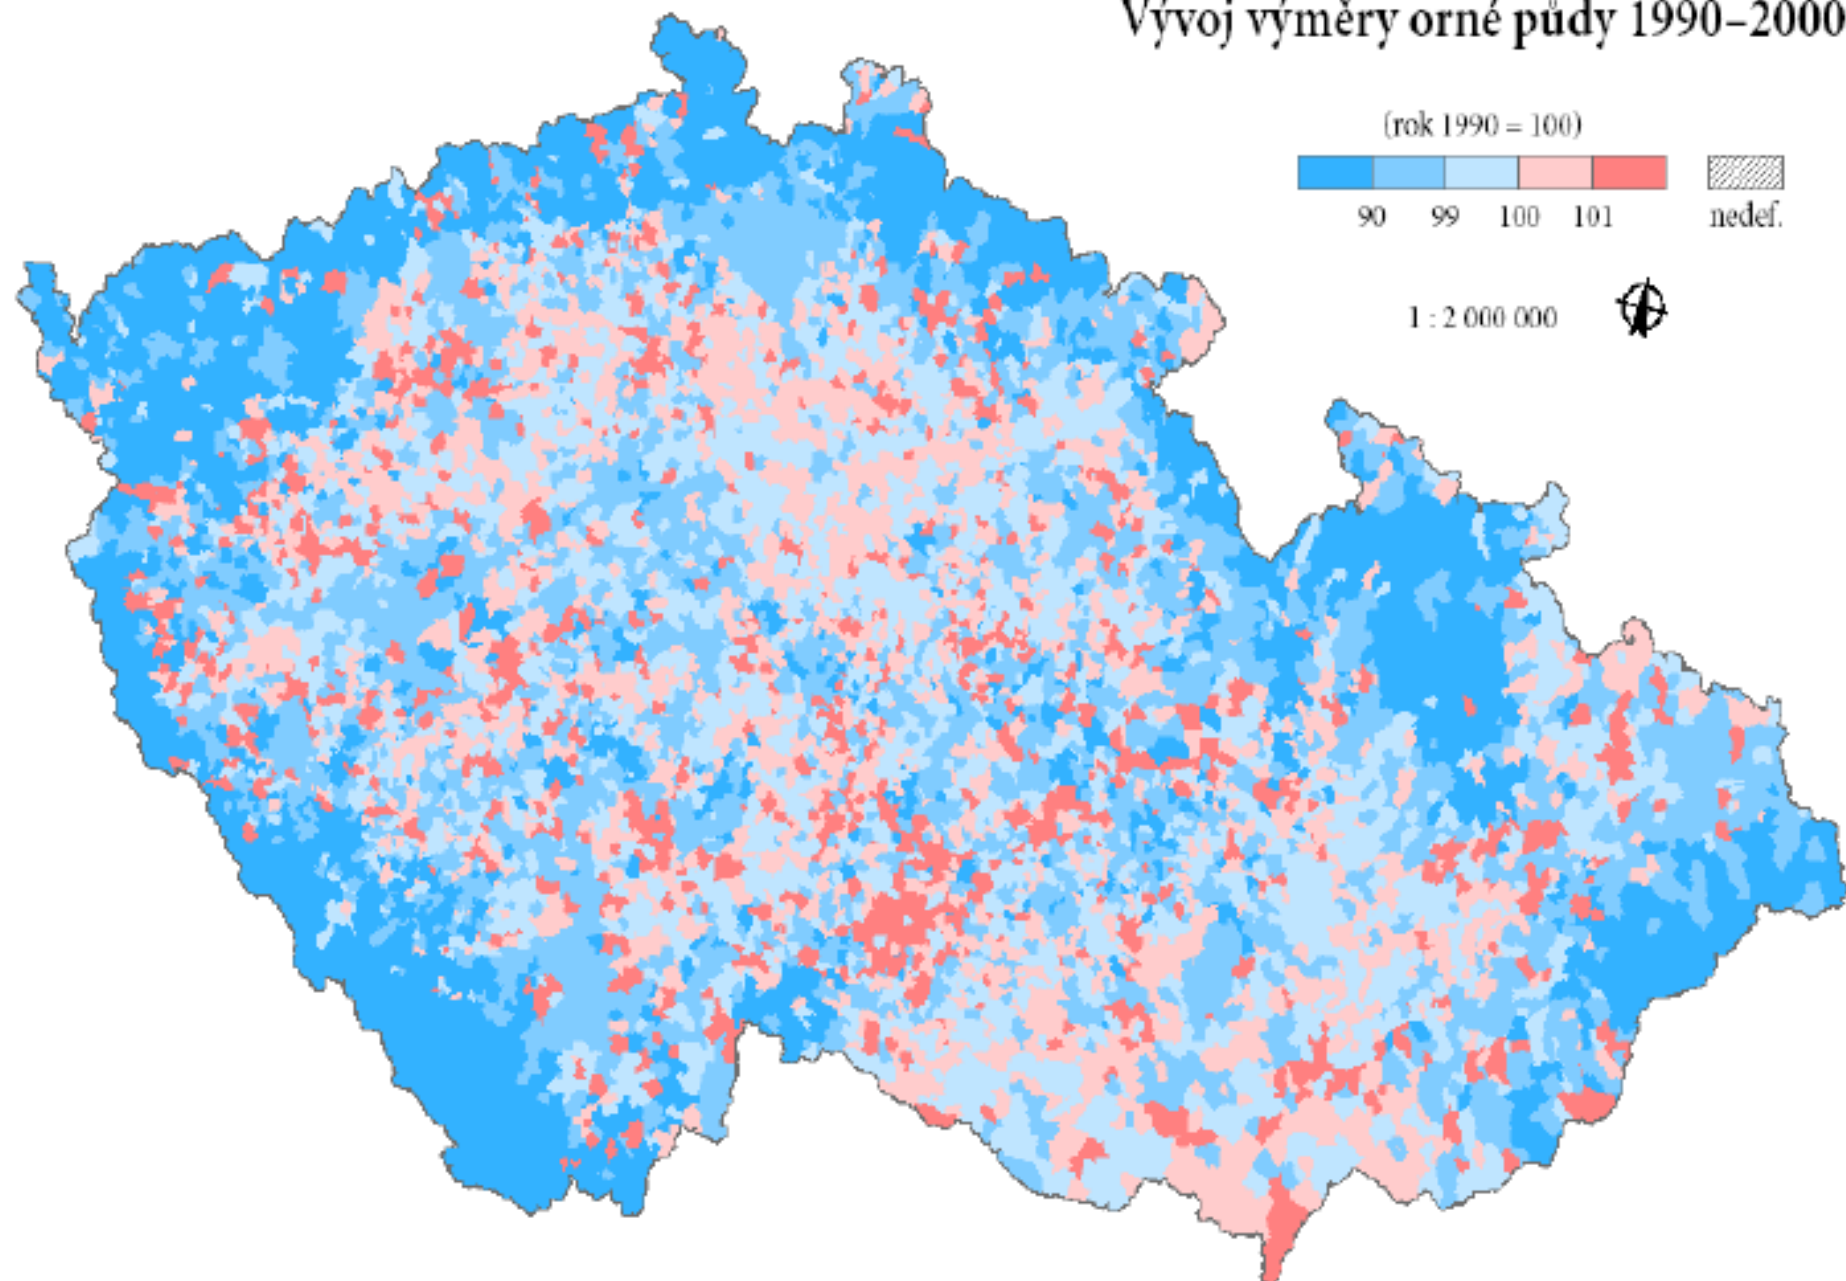 Vývoj výměry orné půdy 1990–2000
(rok 1990 = 100)
90 99 100 101 nedef.
1 : 2 000 000